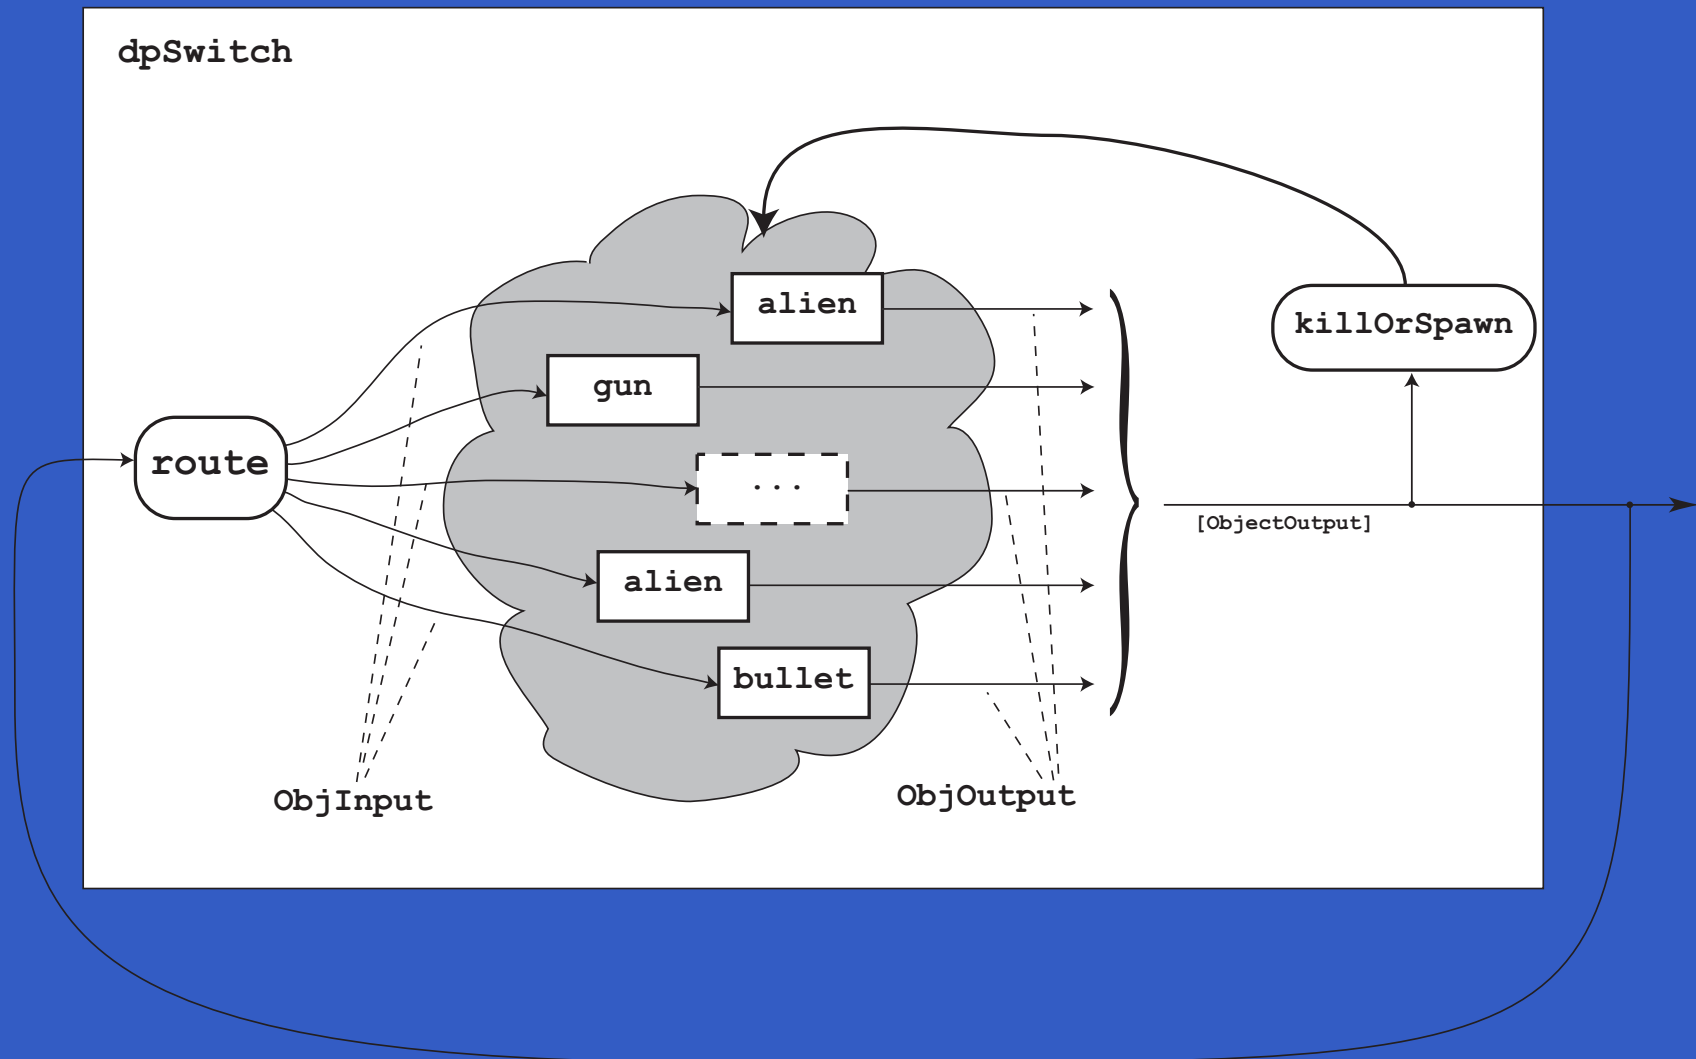 dpSwitch
alien
killOrSpawn
gun
route
...
[ObjectOutput]
alien
bullet
ObjInput
ObjOutput